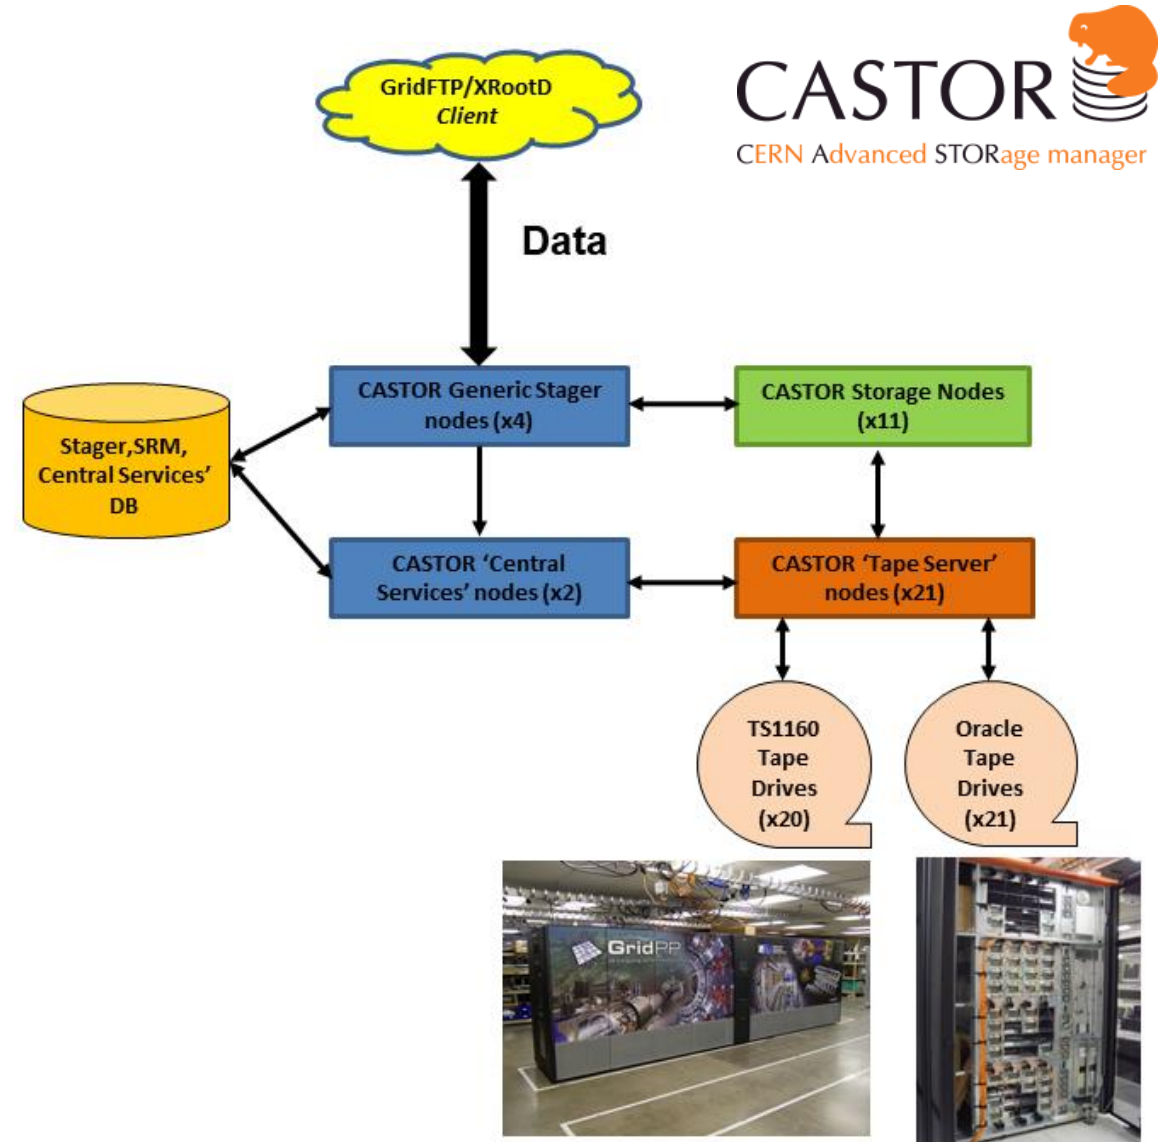 CASTOR
CERN Advanced STORage manager
GridFTP/XRootD
Client
Data
CASTOR Generic Stager
nodes (x4)
CASTOR Storage Nodes
(x11)
Stager,SRM,
Central Services’
DB
CASTOR ‘Central
Services’ nodes (x2)
CASTOR ‘Tape Server’
nodes (x21)
TS1160
Tape
Drives
(x20)
Oracle
Tape
Drives
(x21)
GridPP